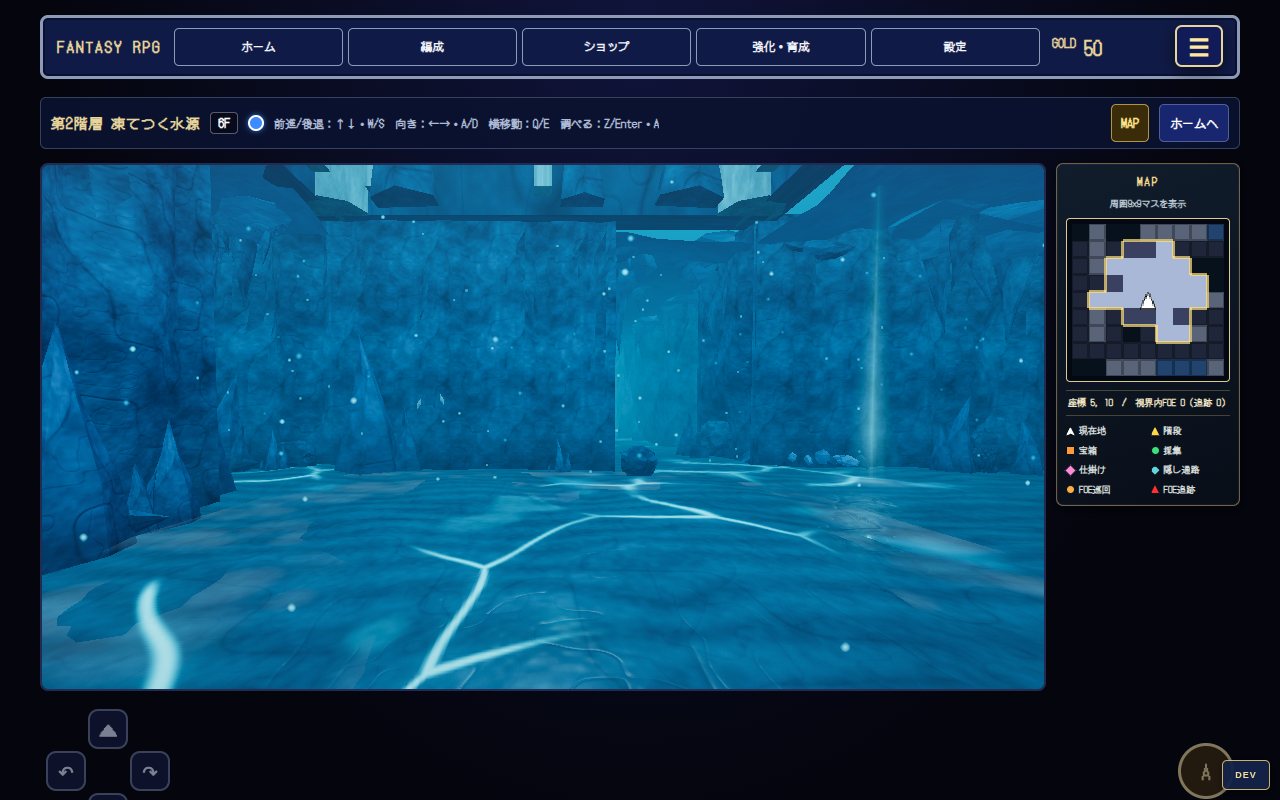 FANTASY RPG
ホーム
編成
ショップ
強化・育成
設定
GOLD 50
第2階層 凍てつく水源 6F 前進/後退:↑↓・W/S 向き:←→・A/D 横移動:Q/E 調べる:Z/Enter・A
MAP
ホームへ
MAP
周囲9x9マスを表示
座標 5, 10 / 視界内FOE 0 (追跡 0)
現在地
階段
宝箱
採集
仕掛け
隠し通路
FOE巡回
FOE追跡
A
DEV